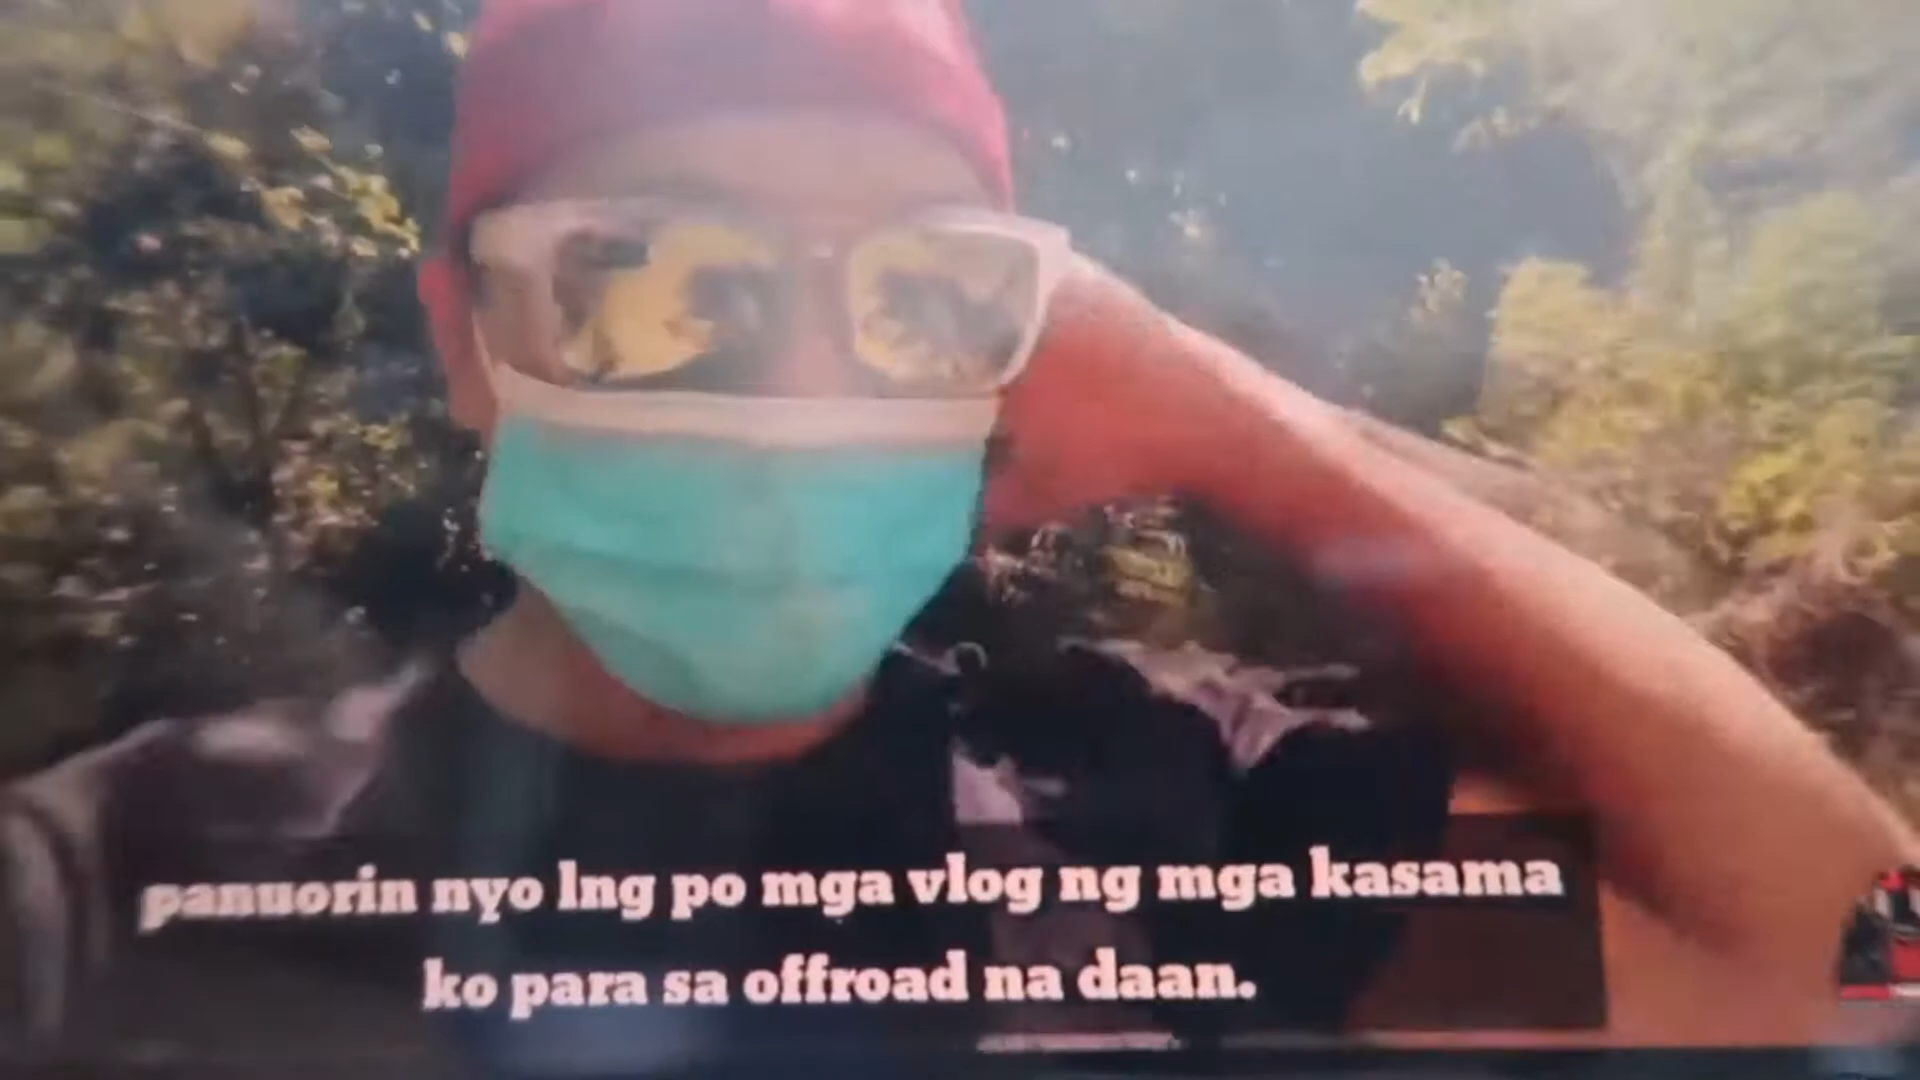 panuorin nyo lng po mga vlog ng mga kasama
ko para sa offroad na daan.